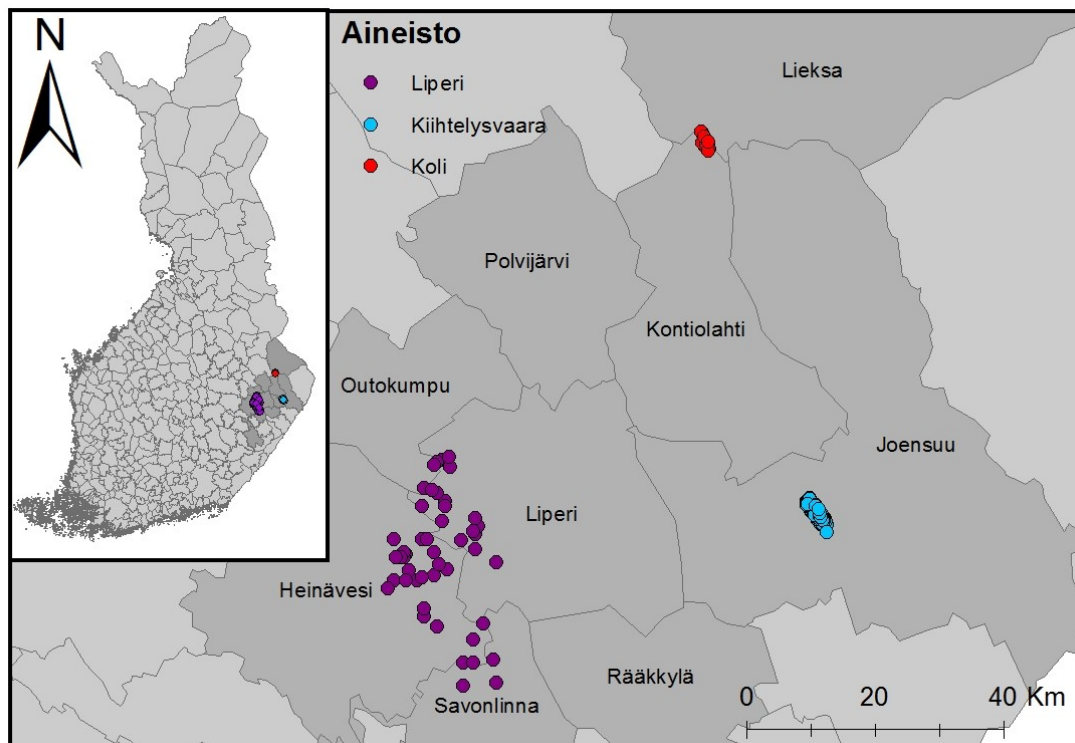 N
Aineisto
Liperi
Kiihtelysvaara
Koli
Lieksa
Polvijärvi
Kontiolahti
Outokumpu
Joensuu
Liperi
Heinävesi
Rääkkylä
Savonlinna
0 20 40 Km